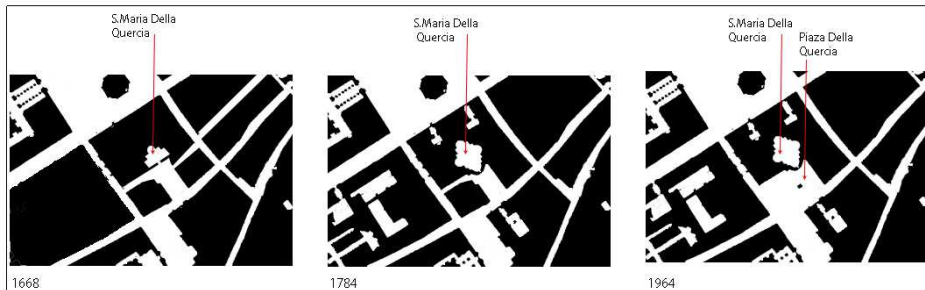 S.Maria Della
Quercia
1668
S.Maria Della
Quercia
1784
S.Maria Della
Quercia
Piaza Della
Quercia
1964